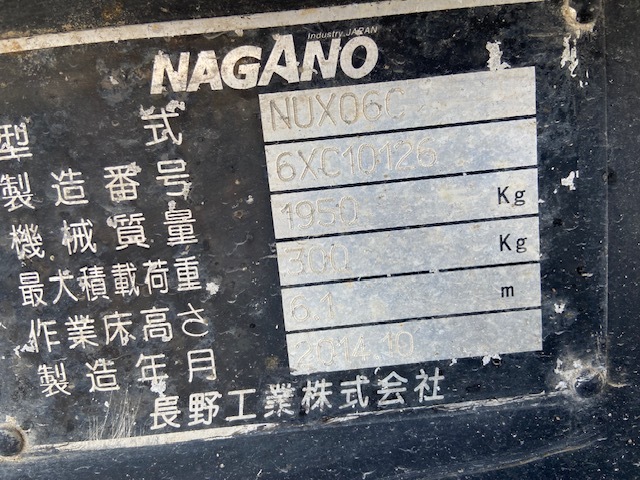 Industry JAPAN
NAGANO
型 式 NUX06C
製造番号 6XC10126
機械質量 1950 Kg
最大積載荷重 300 Kg
作業床高さ 6.1 m
製造年月 2014.10
長野工業株式会社